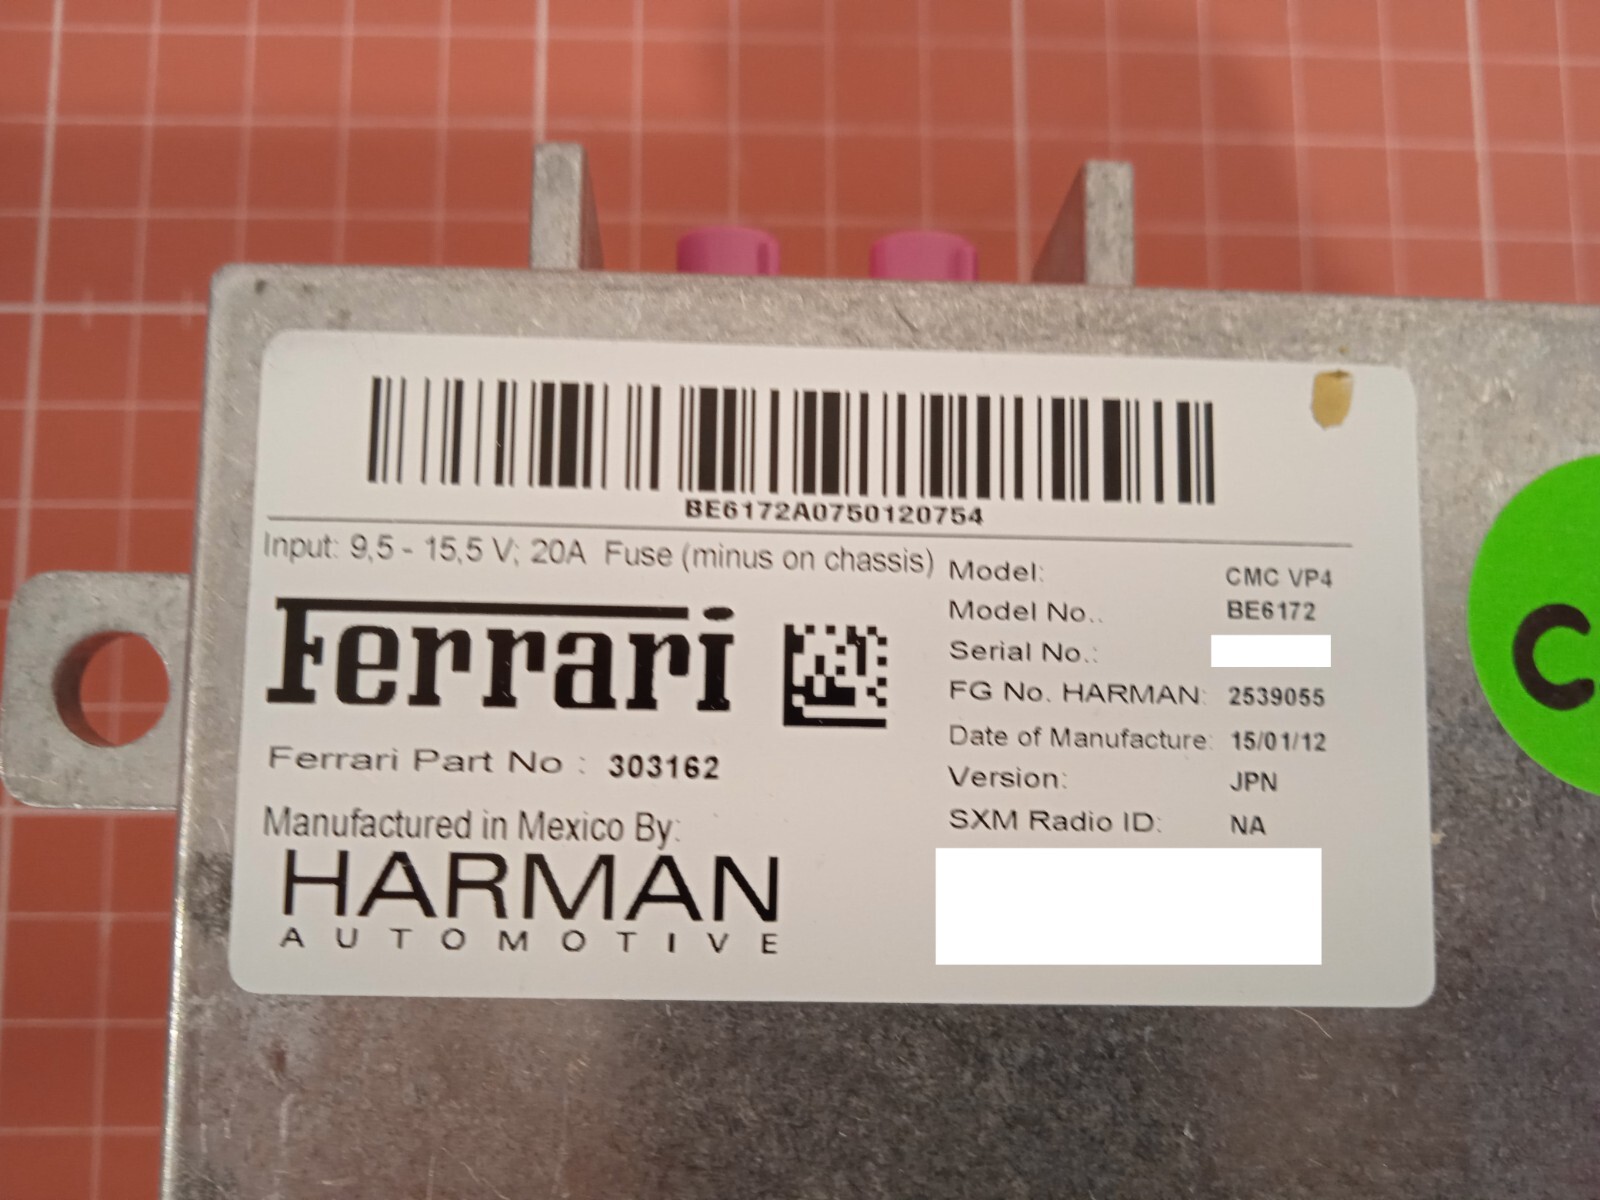 BE6172A0750120754
Input: 9,5 - 15,5 V; 20A Fuse (minus on chassis)
Ferrari
Ferrari Part No : 303162
Manufactured in Mexico By:
HARMAN
AUTOMOTIVE
Model: CMC VP4
Model No.. BE6172
Serial No.:
FG No. HARMAN: 2539055
Date of Manufacture: 15/01/12
Version: JPN
SXM Radio ID: NA
C